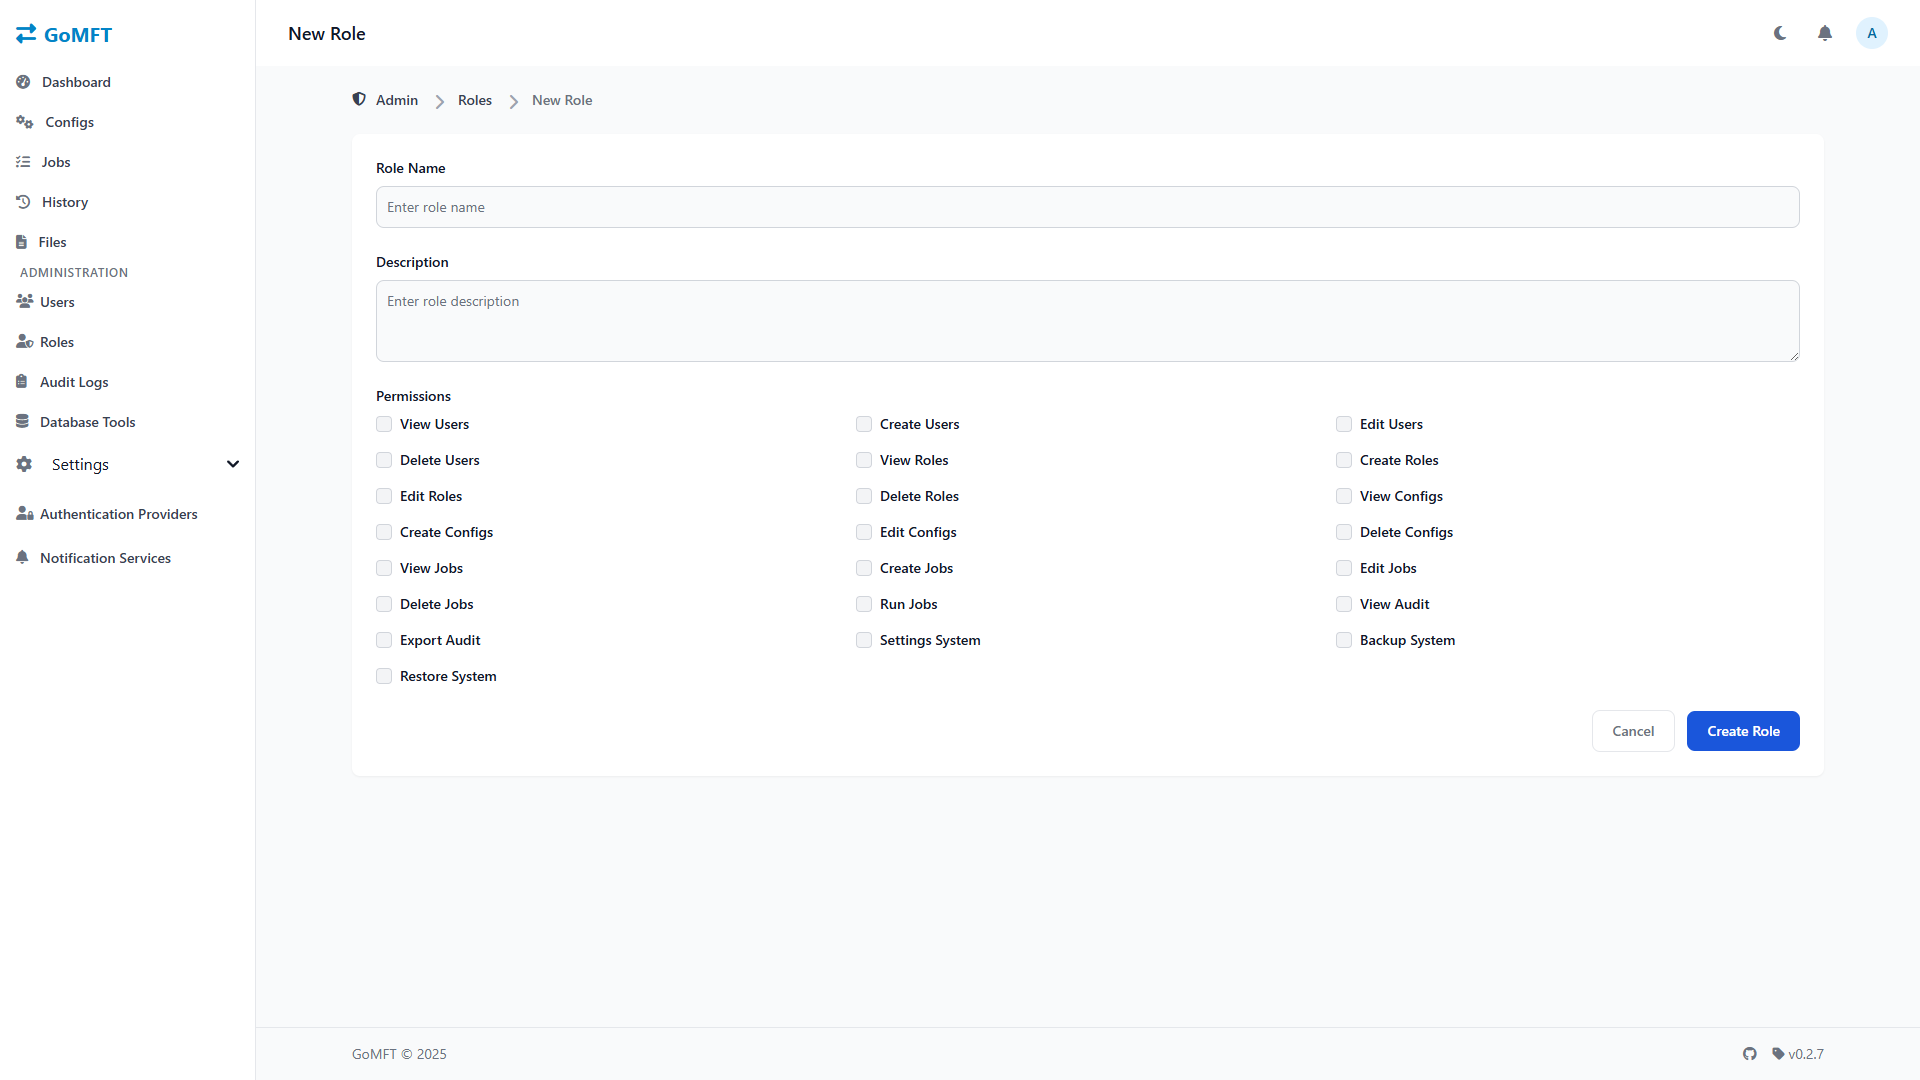 GoMFT
Dashboard
Configs
Jobs
History
Files
ADMINISTRATION
Users
Roles
Audit Logs
Database Tools
Settings
Authentication Providers
Notification Services
New Role
A
Admin
Roles
New Role
Role Name
Enter role name
Description
Enter role description
Permissions
View Users
Create Users
Edit Users
Delete Users
View Roles
Create Roles
Edit Roles
Delete Roles
View Configs
Create Configs
Edit Configs
Delete Configs
View Jobs
Create Jobs
Edit Jobs
Delete Jobs
Run Jobs
View Audit
Export Audit
Settings System
Backup System
Restore System
Cancel
Create Role
GoMFT © 2025
v0.2.7